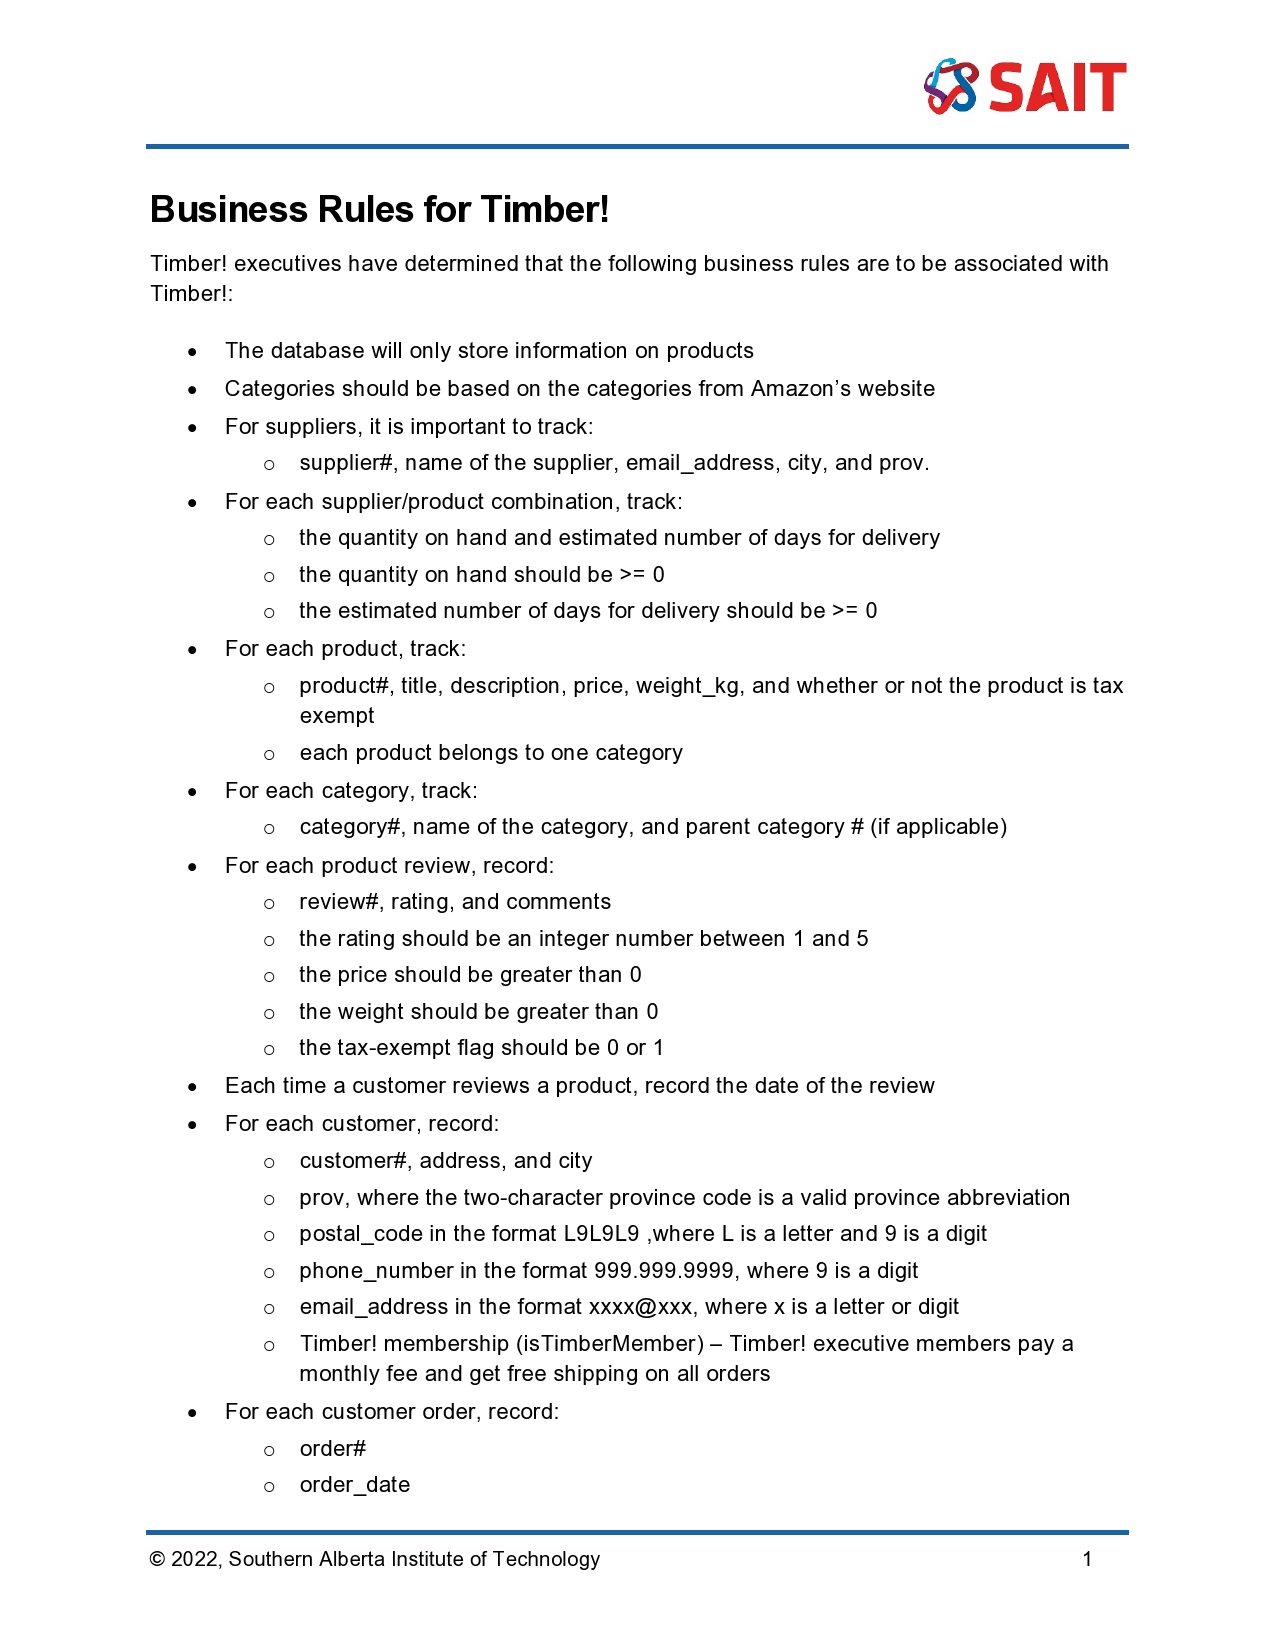 SAIT
Business Rules for Timber!
Timber! executives have determined that the following business rules are to be associated with
Timber!:
• The database will only store information on products
• Categories should be based on the categories from Amazon’s website
• For suppliers, it is important to track:
o supplier#, name of the supplier, email_address, city, and prov.
• For each supplier/product combination, track:
o the quantity on hand and estimated number of days for delivery
o the quantity on hand should be >= 0
o the estimated number of days for delivery should be >= 0
• For each product, track:
o product#, title, description, price, weight_kg, and whether or not the product is tax
exempt
o each product belongs to one category
• For each category, track:
o category#, name of the category, and parent category # (if applicable)
• For each product review, record:
o review#, rating, and comments
o the rating should be an integer number between 1 and 5
o the price should be greater than 0
o the weight should be greater than 0
o the tax-exempt flag should be 0 or 1
• Each time a customer reviews a product, record the date of the review
• For each customer, record:
o customer#, address, and city
o prov, where the two-character province code is a valid province abbreviation
o postal_code in the format L9L9L9 ,where L is a letter and 9 is a digit
o phone_number in the format 999.999.9999, where 9 is a digit
o email_address in the format xxxx@xxx, where x is a letter or digit
o Timber! membership (isTimberMember) – Timber! executive members pay a
monthly fee and get free shipping on all orders
• For each customer order, record:
o order#
o order_date
© 2022, Southern Alberta Institute of Technology 1